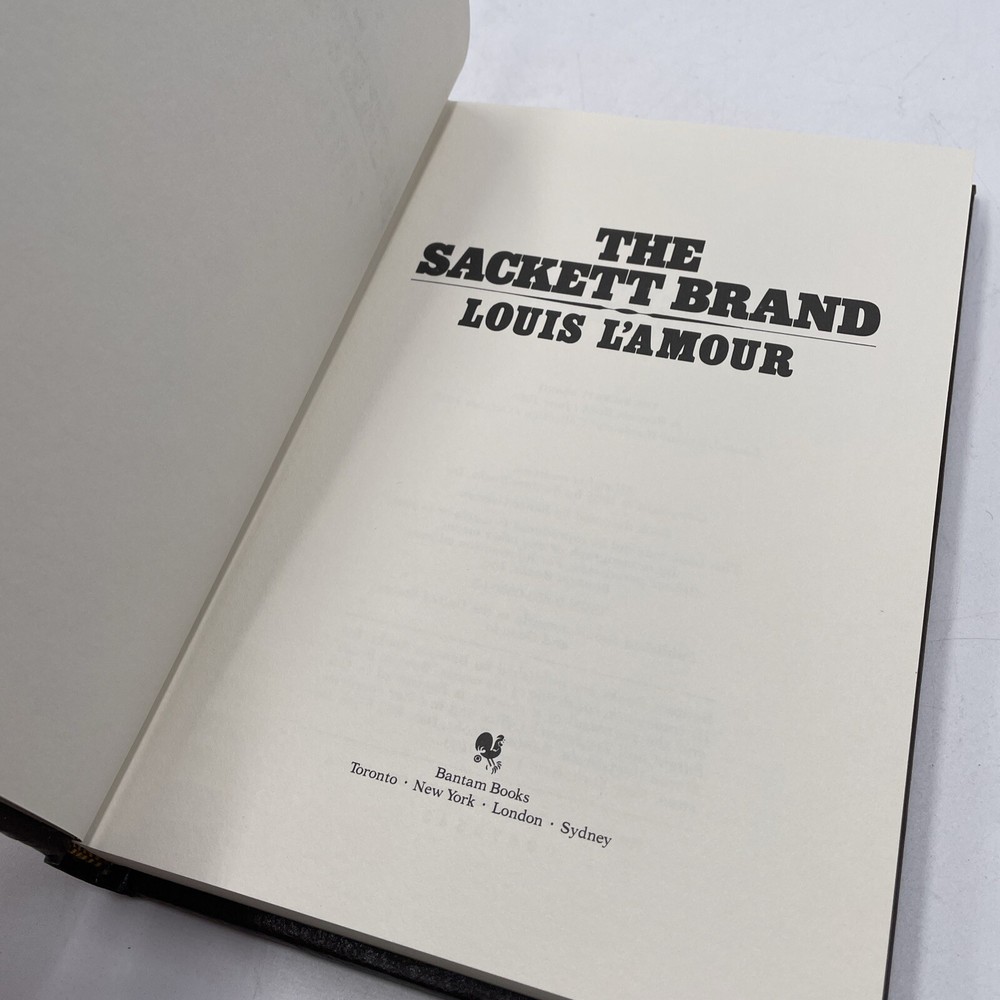 THE
SACKETT BRAND
LOUIS L'AMOUR
Bantam Books
Toronto · New York · London · Sydney